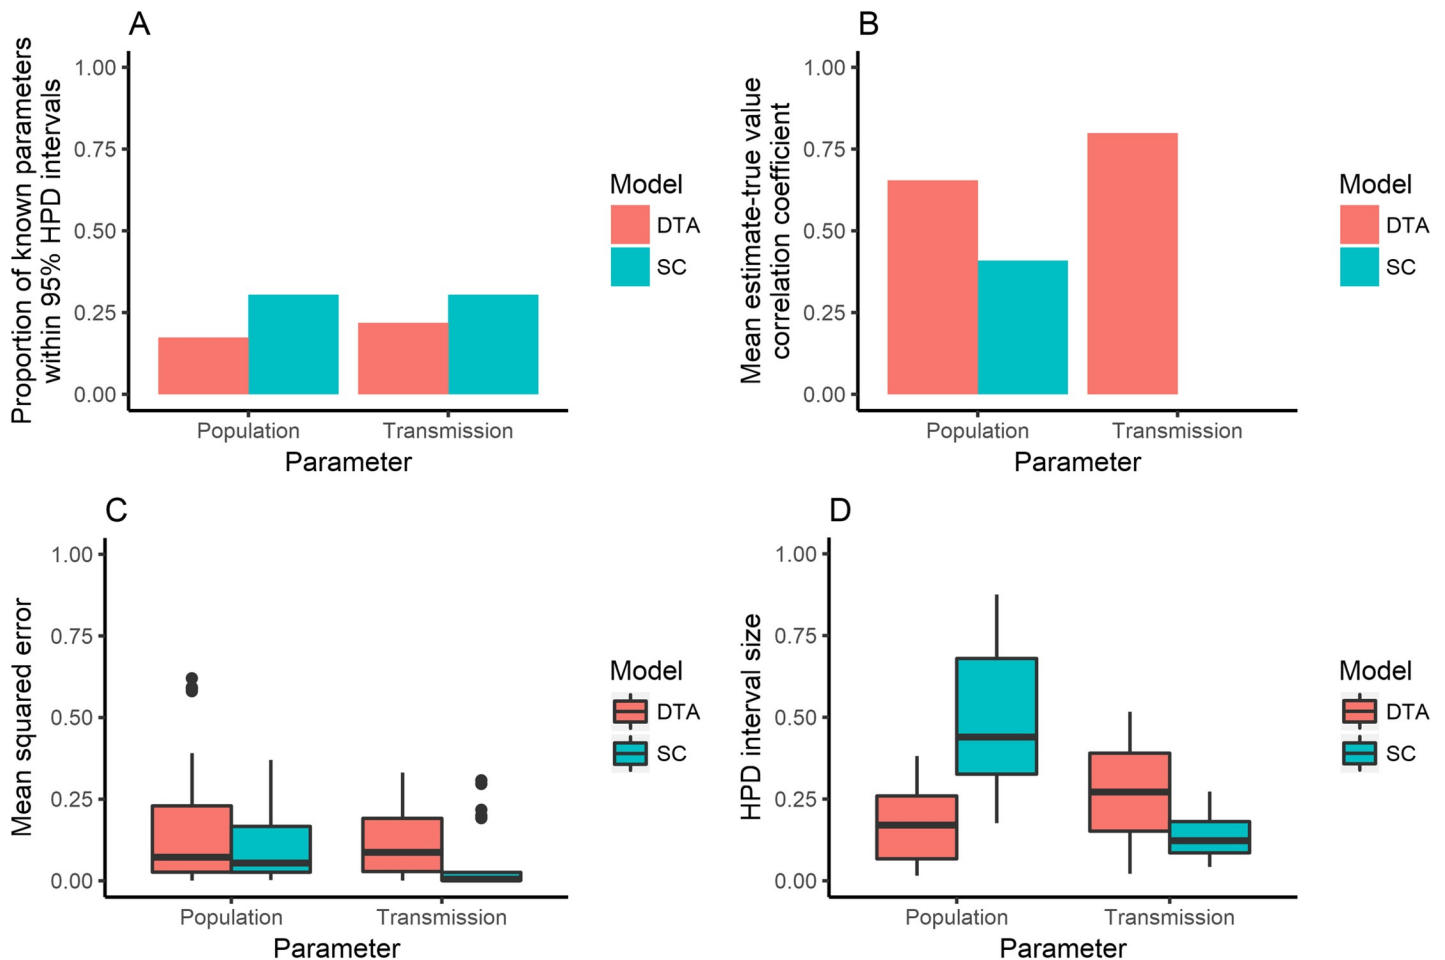 A
Proportion of known parameters
within 95% HPD intervals
1.00
0.75
0.50
0.25
0.00
Population
Transmission
Parameter
Model
DTA
SC
B
Mean estimate-true value
correlation coefficient
1.00
0.75
0.50
0.25
0.00
Population
Transmission
Parameter
Model
DTA
SC
C
Mean squared error
1.00
0.75
0.50
0.25
0.00
Population
Transmission
Parameter
Model
DTA
SC
D
HPD interval size
1.00
0.75
0.50
0.25
0.00
Population
Transmission
Parameter
Model
DTA
SC